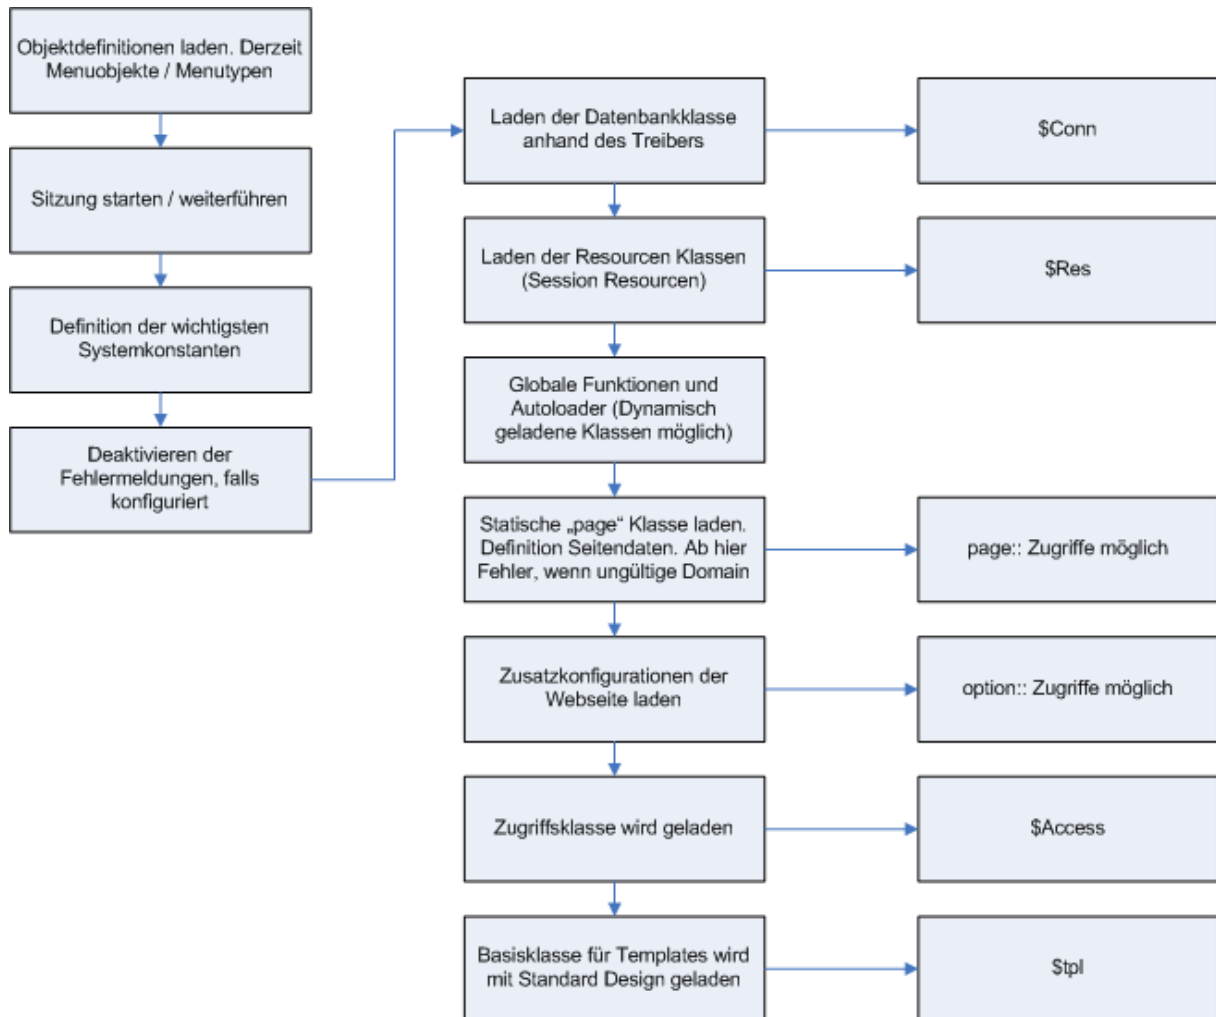 Objektdefinitionen laden. Derzeit
Menuobjekte / Menutypen
Sitzung starten / weiterführen
Definition der wichtigsten
Systemkonstanten
Deaktivieren der
Fehlermeldungen, falls
konfiguriert
Laden der Datenbankklasse
anhand des Treibers
$Conn
Laden der Resourcen Klassen
(Session Resourcen)
$Res
Globale Funktionen und
Autoloader (Dynamisch
geladene Klassen möglich)
Statische „page“ Klasse laden.
Definition Seitendaten. Ab hier
Fehler, wenn ungültige Domain
page:: Zugriffe möglich
Zusatzkonfigurationen der
Webseite laden
option:: Zugriffe möglich
Zugriffsklasse wird geladen
$Access
Basisklasse für Templates wird
mit Standard Design geladen
$tpl